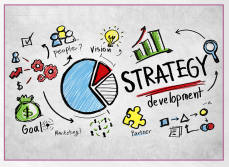 people?
Vision
STRATEGY
development
Goal
Marketing!
Partner